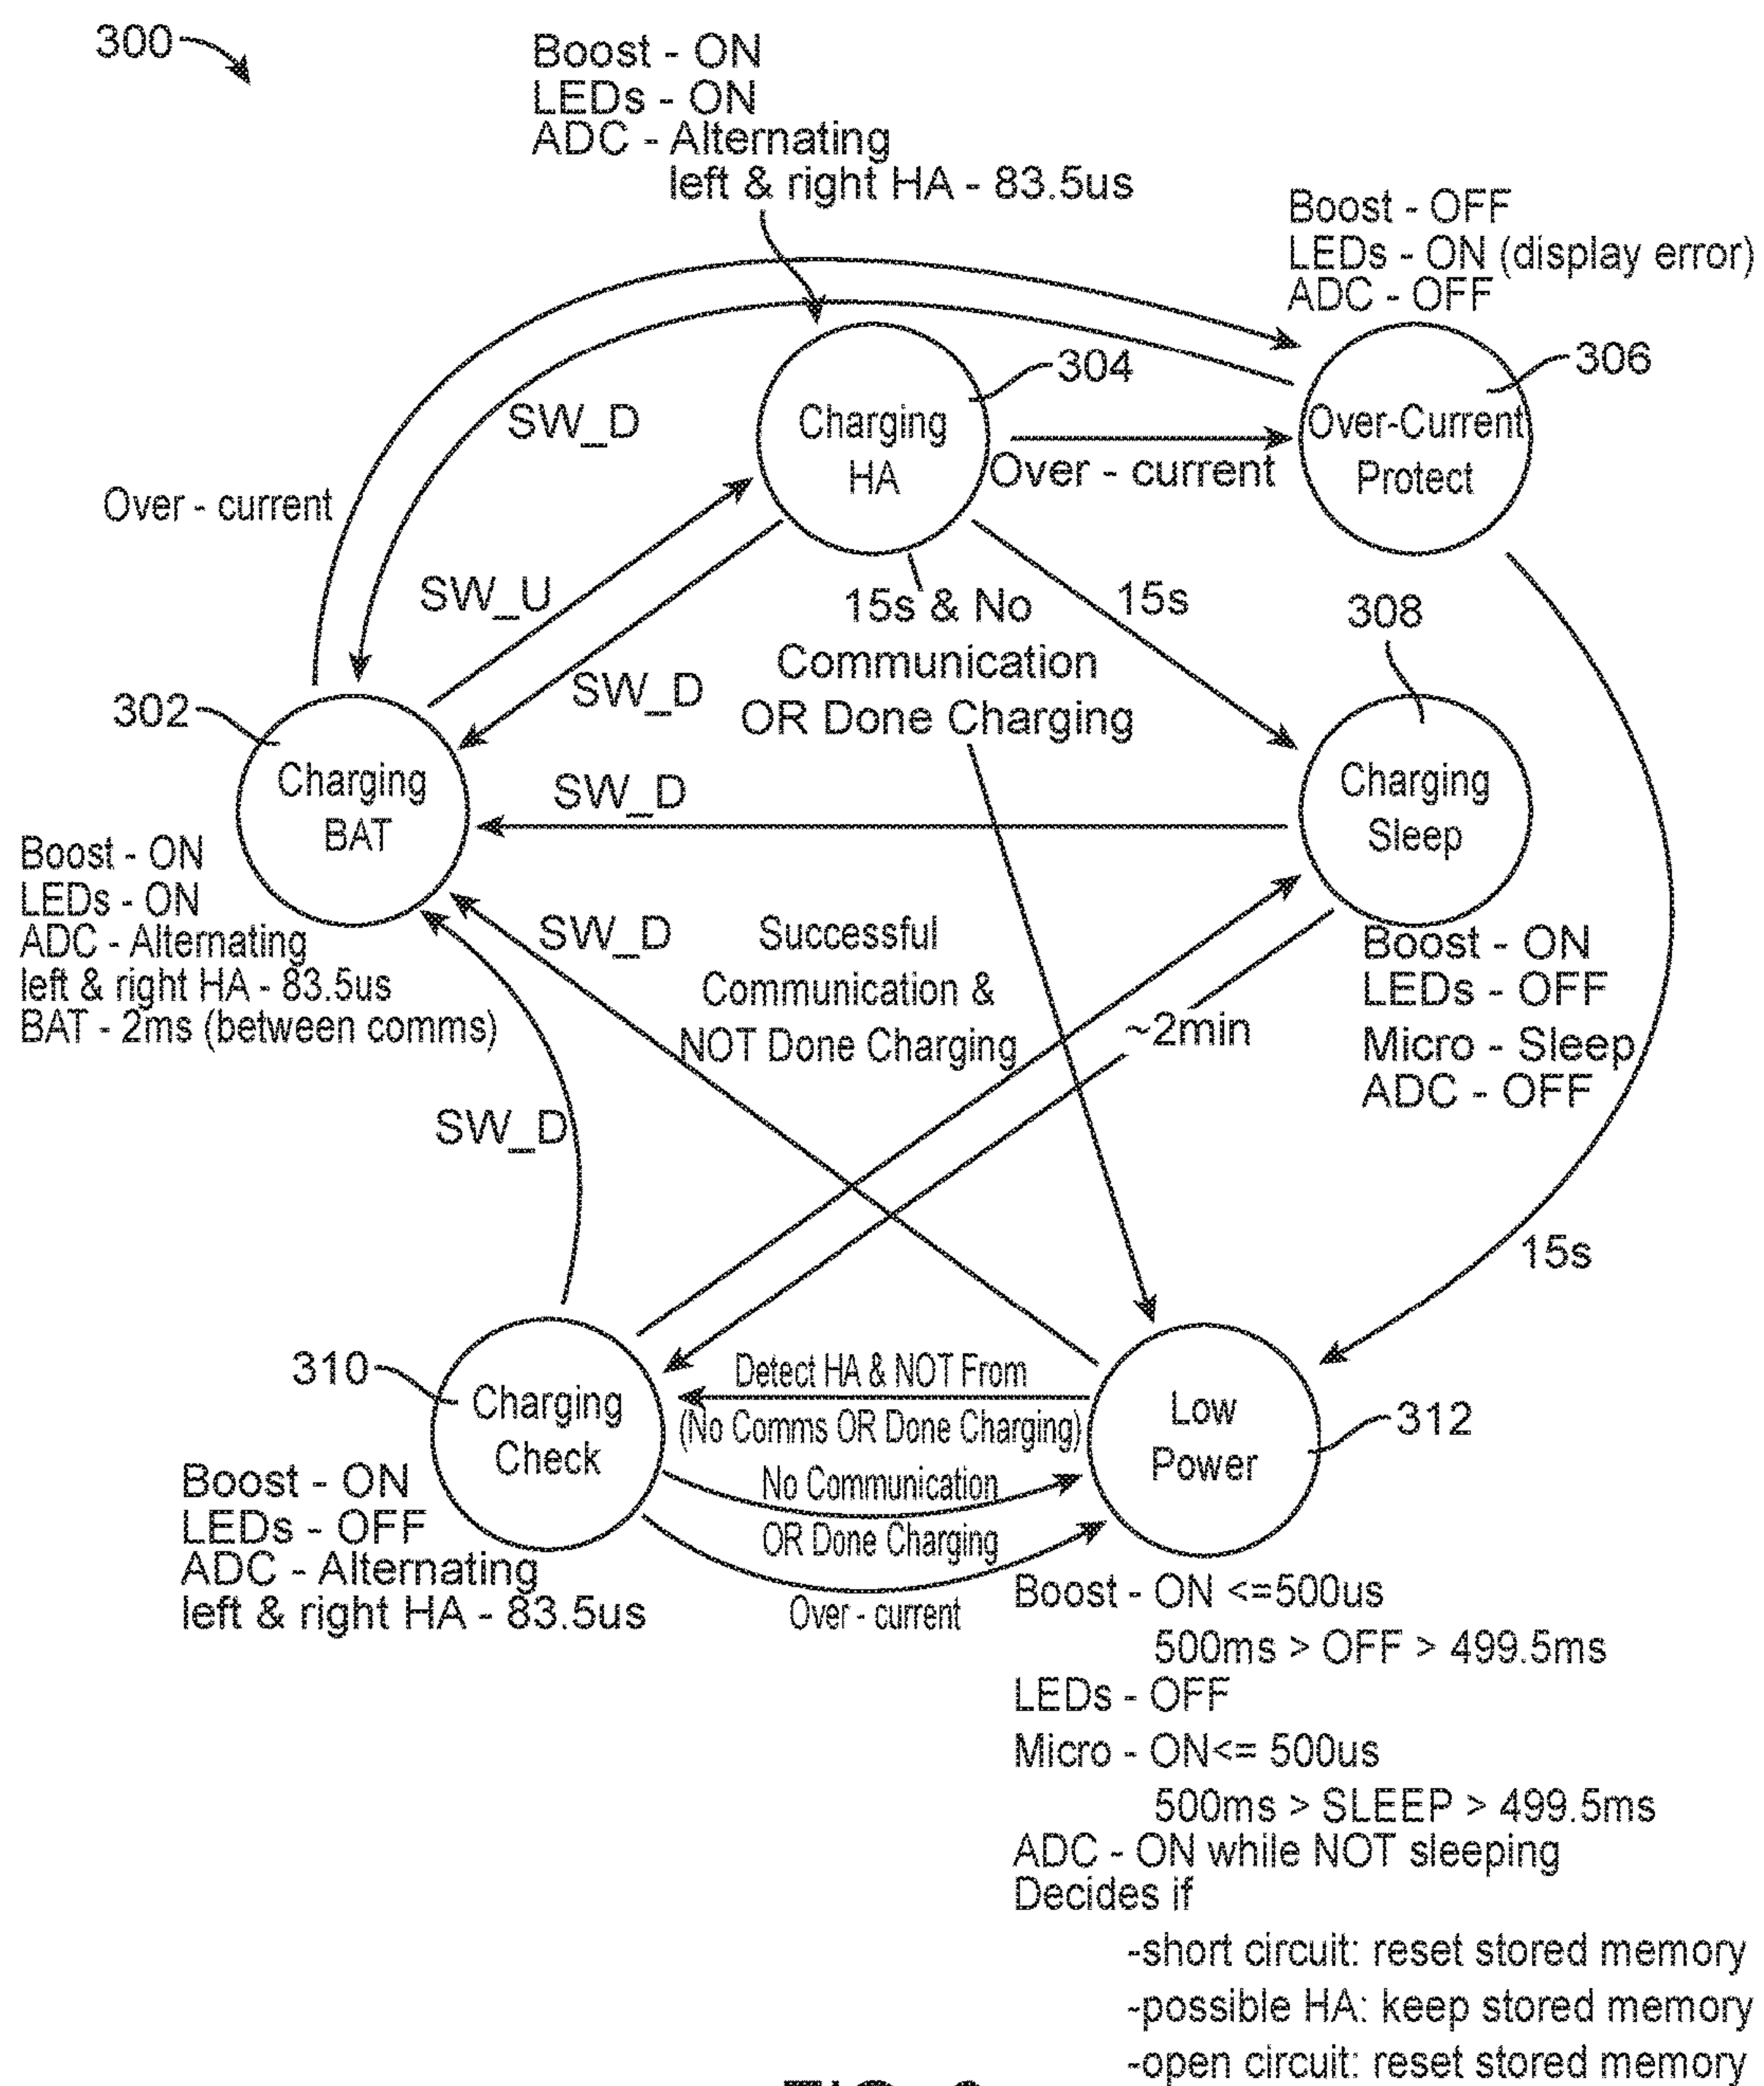 300
Boost - ON
LEDs - ON
ADC - Alternating
left & right HA - 83.5us
Boost - OFF
LEDs - ON (display error)
ADC - OFF
304
306
Charging
HA
Over-Current
Protect
SW_D
Over - current
Over - current
SW_U
15s & No
Communication
OR Done Charging
15s
308
SW_D
302
Charging
BAT
SW_D
Charging
Sleep
Boost - ON
LEDs - ON
ADC - Alternating
left & right HA - 83.5us
BAT - 2ms (between comms)
SW_D
Successful
Communication &
NOT Done Charging
~2min
Boost - ON
LEDs - OFF
Micro - Sleep
ADC - OFF
SW_D
15s
310
Charging
Check
Detect HA & NOT From
(No Comms OR Done Charging)
No Communication
OR Done Charging
Over - current
Low
Power
312
Boost - ON
LEDs - OFF
ADC - Alternating
left & right HA - 83.5us
Boost - ON <=500us
500ms > OFF > 499.5ms
LEDs - OFF
Micro - ON<= 500us
500ms > SLEEP > 499.5ms
ADC - ON while NOT sleeping
Decides if
-short circuit: reset stored memory
-possible HA: keep stored memory
-open circuit: reset stored memory